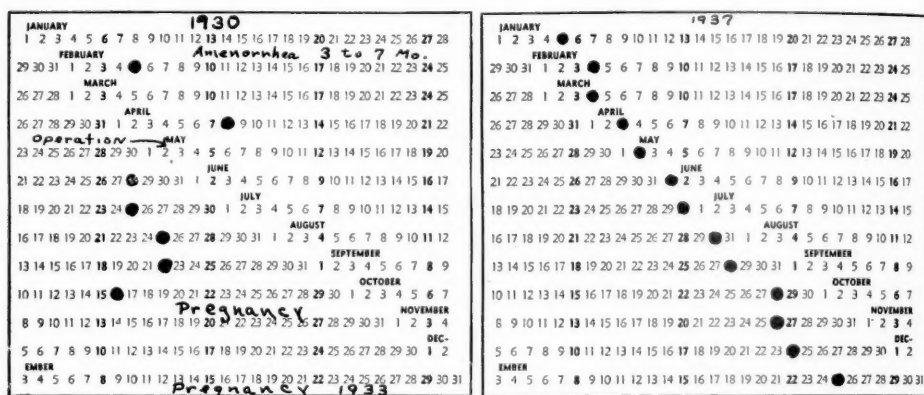 1930
JANUARY
1 2 3 4 5 6 7 8 9 10 11 12 13 14 15 16 17 18 19 20 21 22 23 24 25 26 27 28
FEBRUARY Amenorrhea 3 to 7 Mo.
29 30 31 1 2 3 4 6 7 8 9 10 11 12 13 14 15 16 17 18 19 20 21 22 23 24 25
MARCH
26 27 28 1 2 3 4 5 6 7 8 9 10 11 12 13 14 15 16 17 18 19 20 21 22 23 24 25
APRIL
26 27 28 29 30 31 1 2 3 4 5 6 7 9 10 11 12 13 14 15 16 17 18 19 20 21 22
Operation → MAY
23 24 25 26 27 28 29 30 1 2 3 4 5 6 7 8 9 10 11 12 13 14 15 16 17 18 19 20
JUNE
21 22 23 24 25 26 27 29 30 31 1 2 3 4 5 6 7 8 9 10 11 12 13 14 15 16 17
JULY
18 19 20 21 22 23 24 26 27 28 29 30 1 2 3 4 5 6 7 8 9 10 11 12 13 14 15
AUGUST
16 17 18 19 20 21 22 23 24 26 27 28 29 30 31 1 2 3 4 5 6 7 8 9 10 11 12
SEPTEMBER
13 14 15 16 17 18 19 20 21 23 24 25 26 27 28 29 30 31 1 2 3 4 5 6 7 8 9
OCTOBER
10 11 12 13 14 15 17 18 19 20 21 22 23 24 25 26 27 28 29 30 1 2 3 4 5 6 7
Pregnancy NOVEMBER
8 9 10 11 12 13 14 15 16 17 18 19 20 21 22 23 24 25 26 27 28 29 30 31 1 2 3 4
DEC-
5 6 7 8 9 10 11 12 13 14 15 16 17 18 19 20 21 22 23 24 25 26 27 28 29 30 1 2
EMBER
3 4 5 6 7 8 9 10 11 12 13 14 15 16 17 18 19 20 21 22 23 24 25 26 27 28 29 30 31
Pregnancy 1933
1937
JANUARY
1 2 3 4 6 7 8 9 10 11 12 13 14 15 16 17 18 19 20 21 22 23 24 25 26 27 28
FEBRUARY
29 30 31 1 2 3 5 6 7 8 9 10 11 12 13 14 15 16 17 18 19 20 21 22 23 24 25
MARCH
26 27 28 1 2 3 5 6 7 8 9 10 11 12 13 14 15 16 17 18 19 20 21 22 23 24 25
APRIL
26 27 28 29 30 31 1 2 4 5 6 7 8 9 10 11 12 13 14 15 16 17 18 19 20 21 22
MAY
23 24 25 26 27 28 29 30 1 3 4 5 6 7 8 9 10 11 12 13 14 15 16 17 18 19 20
JUNE
21 22 23 24 25 26 27 28 29 30 31 2 3 4 5 6 7 8 9 10 11 12 13 14 15 16 17
JULY
18 19 20 21 22 23 24 25 26 27 28 29 1 2 3 4 5 6 7 8 9 10 11 12 13 14 15
AUGUST
16 17 18 19 20 21 22 23 24 25 26 27 28 29 31 1 2 3 4 5 6 7 8 9 10 11 12
SEPTEMBER
13 14 15 16 17 18 19 20 21 22 23 24 25 26 27 29 30 31 1 2 3 4 5 6 7 8 9
OCTOBER
10 11 12 13 14 15 16 17 18 19 20 21 22 23 24 25 26 27 29 30 1 2 3 4 5 6 7
NOVEMBER
8 9 10 11 12 13 14 15 16 17 18 19 20 21 22 23 24 25 27 28 29 30 31 1 2 3 4
DEC-
5 6 7 8 9 10 11 12 13 14 15 16 17 18 19 20 21 22 23 25 26 27 28 29 30 1 2
EMBER
3 4 5 6 7 8 9 10 11 12 13 14 15 16 17 18 19 20 21 22 23 24 26 27 28 29 30 31